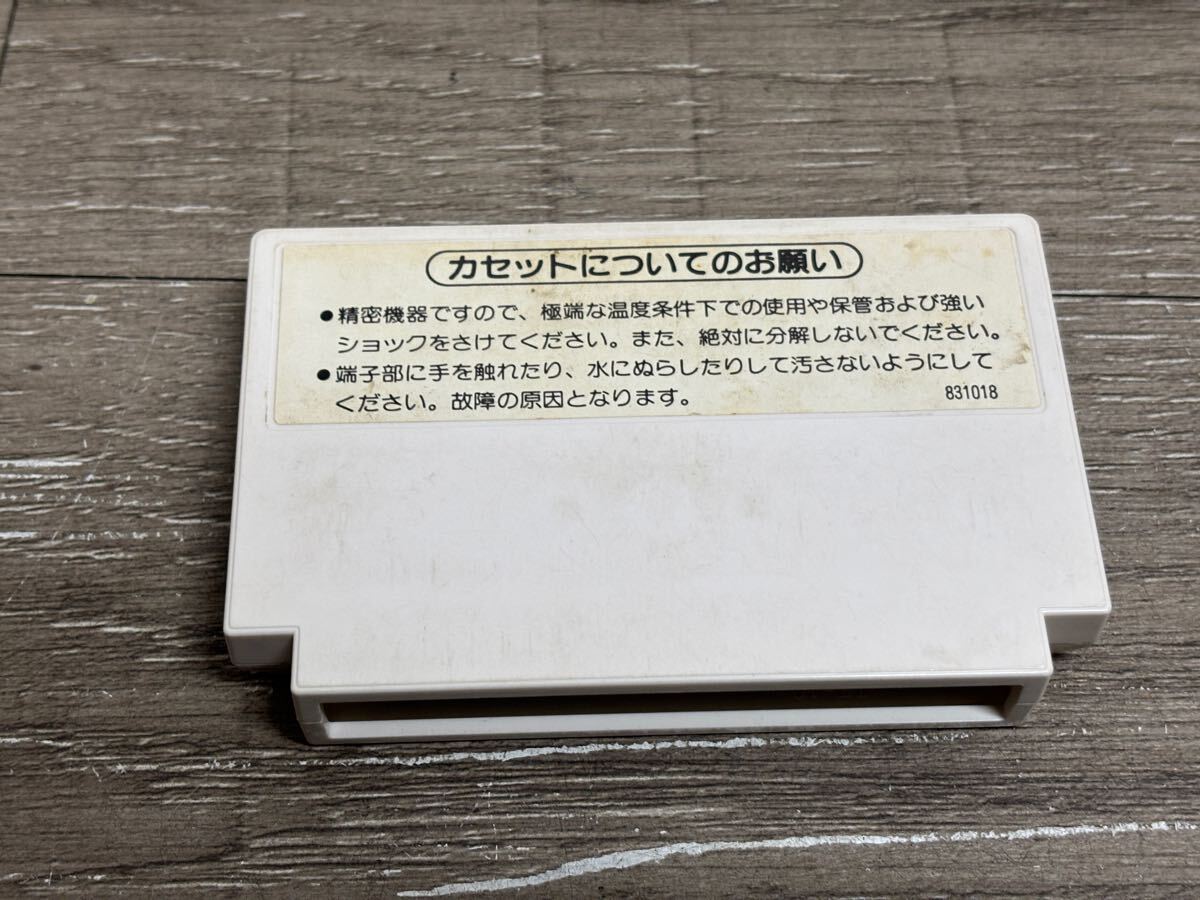 カセットについてのお願い
●精密機器ですので、極端な温度条件下での使用や保管および強い
ショックをさけてください。また、絶対に分解しないでください。
●端子部に手を触れたり、水にぬらしたりして汚さないようにして
ください。故障の原因となります。
831018